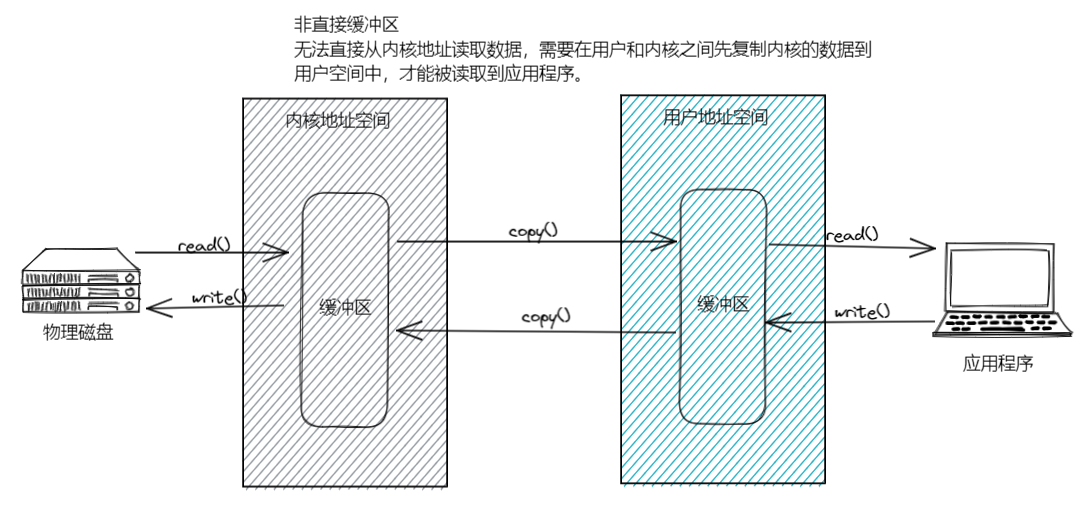 非直接缓冲区
无法直接从内核地址读取数据，需要在用户和内核之间先复制内核的数据到
用户空间中，才能被读取到应用程序。
内核地址空间
用户地址空间
read()
copy()
read()
write()
缓冲区
copy()
缓冲区
write()
物理磁盘
应用程序